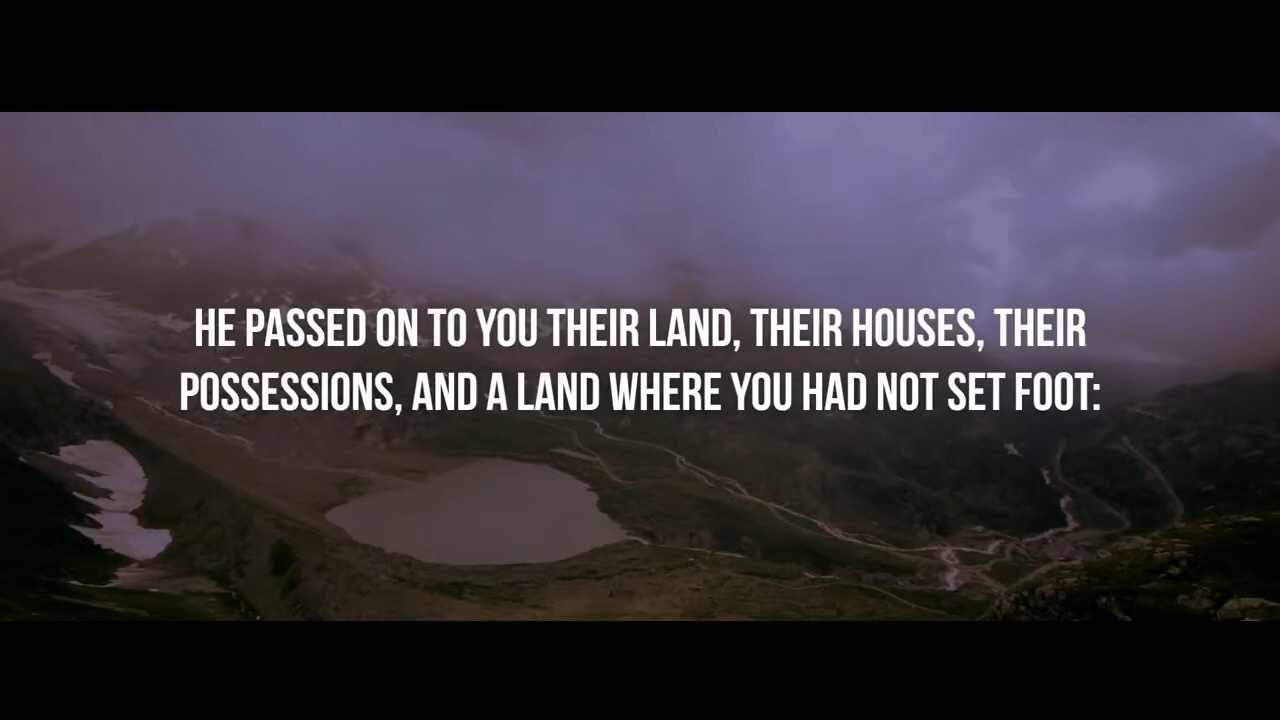 HE PASSED ON TO YOU THEIR LAND, THEIR HOUSES, THEIR
POSSESSIONS, AND A LAND WHERE YOU HAD NOT SET FOOT: